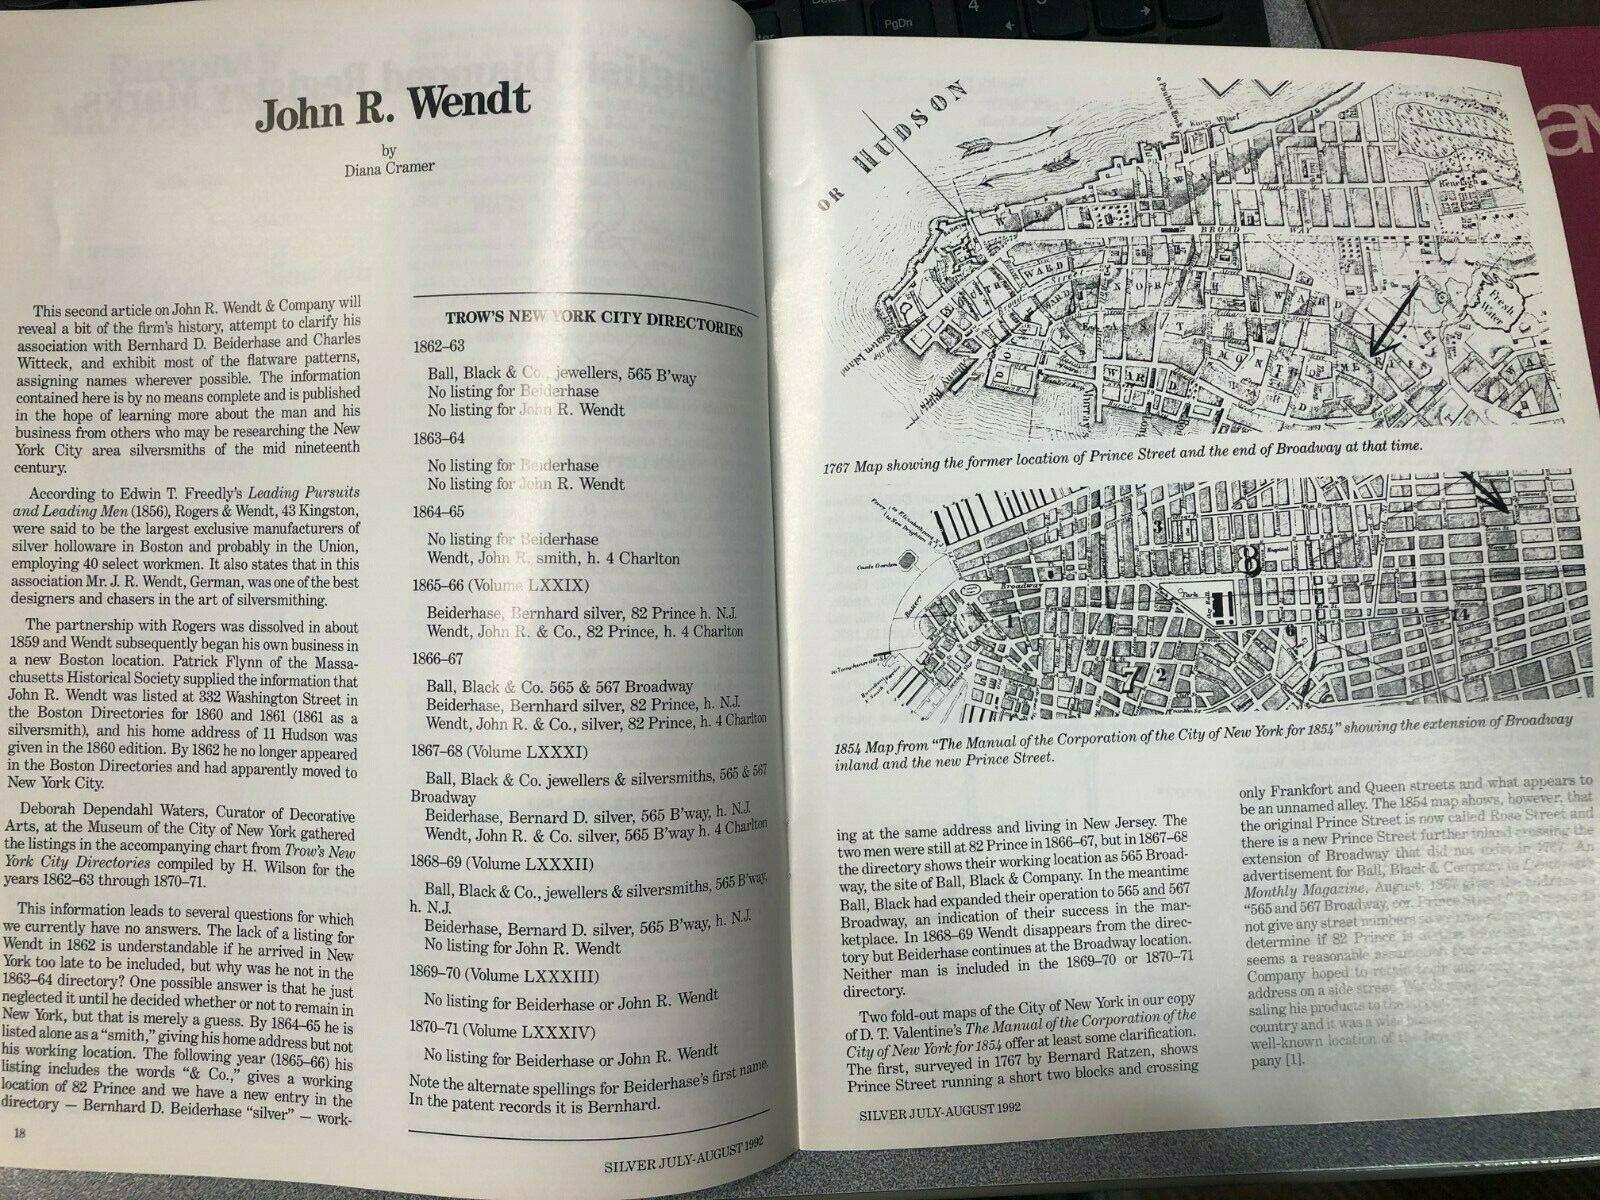 John R. Wendt
by
Diana Cramer
This second article on John R. Wendt & Company will
reveal a bit of the firm's history, attempt to clarify his
association with Bernhard D. Beiderhase and Charles
Witteck, and exhibit most of the flatware patterns,
assigning names wherever possible. The information
contained here is by no means complete and is published
in the hope of learning more about the man and his
business from others who may be researching the New
York City area silversmiths of the mid nineteenth
century.
According to Edwin T. Freedly's Leading Pursuits
and Leading Men (1856), Rogers & Wendt, 43 Kingston,
were said to be the largest exclusive manufacturers of
silver holloware in Boston and probably in the Union,
employing 40 select workmen. It also states that in this
association Mr. J. R. Wendt, German, was one of the best
designers and chasers in the art of silversmithing.
The partnership with Rogers was dissolved in about
1859 and Wendt subsequently began his own business in
a new Boston location. Patrick Flynn of the Massa-
chusetts Historical Society supplied the information that
John R. Wendt was listed at 332 Washington Street in
the Boston Directories for 1860 and 1861 (1861 as a
silversmith), and his home address of 11 Hudson was
given in the 1860 edition. By 1862 he no longer appeared
in the Boston Directories and had apparently moved to
New York City.
Deborah Dependahl Waters, Curator of Decorative
Arts, at the Museum of the City of New York gathered
the listings in the accompanying chart from Trow's New
York City Directories compiled by H. Wilson for the
years 1862–63 through 1870–71.
This information leads to several questions for which
we currently have no answers. The lack of a listing for
Wendt in 1862 is understandable if he arrived in New
York too late to be included, but why was he not in the
1863–64 directory? One possible answer is that he just
neglected it until he decided whether or not to remain in
New York, but that is merely a guess. By 1864–65 he is
listed alone as a "smith," giving his home address but not
his working location. The following year (1865–66) his
listing includes the words "& Co.," gives a working
location of 82 Prince and we have a new entry in the
directory — Bernhard D. Beiderhase "silver" — work-
18
TROW'S NEW YORK CITY DIRECTORIES
1862–63
Ball, Black & Co., jewellers, 565 B'way
No listing for Beiderhase
No listing for John R. Wendt
1863–64
No listing for Beiderhase
No listing for John R. Wendt
1864–65
No listing for Beiderhase
Wendt, John R. smith, h. 4 Charlton
1865–66 (Volume LXXIX)
Beiderhase, Bernhard silver, 82 Prince h. N.J.
Wendt, John R. & Co., 82 Prince, h. 4 Charlton
1866–67
Ball, Black & Co. 565 & 567 Broadway
Beiderhase, Bernhard silver, 82 Prince, h. N.J.
Wendt, John R. & Co., silver, 82 Prince, h. 4 Charlton
1867–68 (Volume LXXXI)
Ball, Black & Co. jewellers & silversmiths, 565 & 567
Broadway
Beiderhase, Bernard D. silver, 565 B'way, h. N.J.
Wendt, John R. & Co. silver, 565 B'way h. 4 Charlton
1868–69 (Volume LXXXII)
Ball, Black & Co., jewellers & silversmiths, 565 B'way,
h. N.J.
Beiderhase, Bernard D. silver, 565 B'way, h. N.J.
No listing for John R. Wendt
1869–70 (Volume LXXXIII)
No listing for Beiderhase or John R. Wendt
1870–71 (Volume LXXXIV)
No listing for Beiderhase or John R. Wendt
Note the alternate spellings for Beiderhase's first name.
In the patent records it is Bernhard.
SILVER JULY-AUGUST 1992
OR HUDSON
BROAD WAY
Fresh Water
1767 Map showing the former location of Prince Street and the end of Broadway at that time.
Broadway
Park
Battery
1854 Map from "The Manual of the Corporation of the City of New York for 1854" showing the extension of Broadway
inland and the new Prince Street.
ing at the same address and living in New Jersey. The
two men were still at 82 Prince in 1866–67, but in 1867–68
the directory shows their working location as 565 Broad-
way, the site of Ball, Black & Company. In the meantime
Ball, Black had expanded their operation to 565 and 567
Broadway, an indication of their success in the mar-
ketplace. In 1868–69 Wendt disappears from the direc-
tory but Beiderhase continues at the Broadway location.
Neither man is included in the 1869–70 or 1870–71
directory.
Two fold-out maps of the City of New York in our copy
of D. T. Valentine's The Manual of the Corporation of the
City of New York for 1854 offer at least some clarification.
The first, surveyed in 1767 by Bernard Ratzen, shows
Prince Street running a short two blocks and crossing
only Frankfort and Queen streets and what appears to
be an unnamed alley. The 1854 map shows, however, that
the original Prince Street is now called Rose Street and
there is a new Prince Street further inland crossing the
extension of Broadway that did not exist in 1767. An
advertisement for Ball, Black & Company in
Monthly Magazine, August, 1867 gives the address
"565 and 567 Broadway, cor. Prince Street."
not give any street numbers
determine if 82 Prince is
seems a reasonable
Company hoped to
address on a side street
saling his products to the
country and it was a
well-known location of
pany [1].
SILVER JULY-AUGUST 1992
PgDn
4